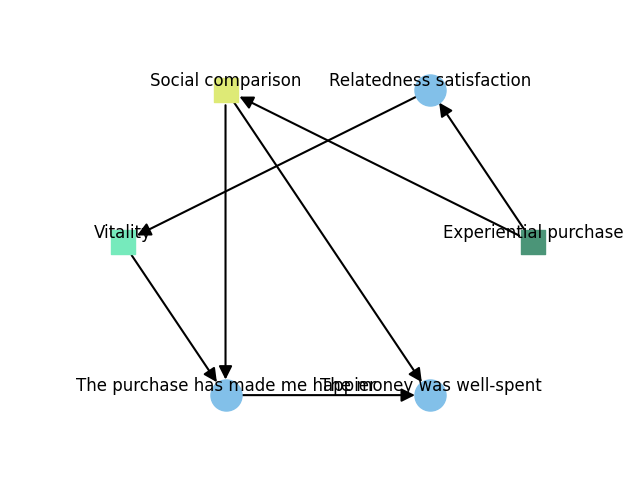 Social comparison
Relatedness satisfaction
Vitality
Experiential purchase
The purchase has made me happier
The money was well-spent